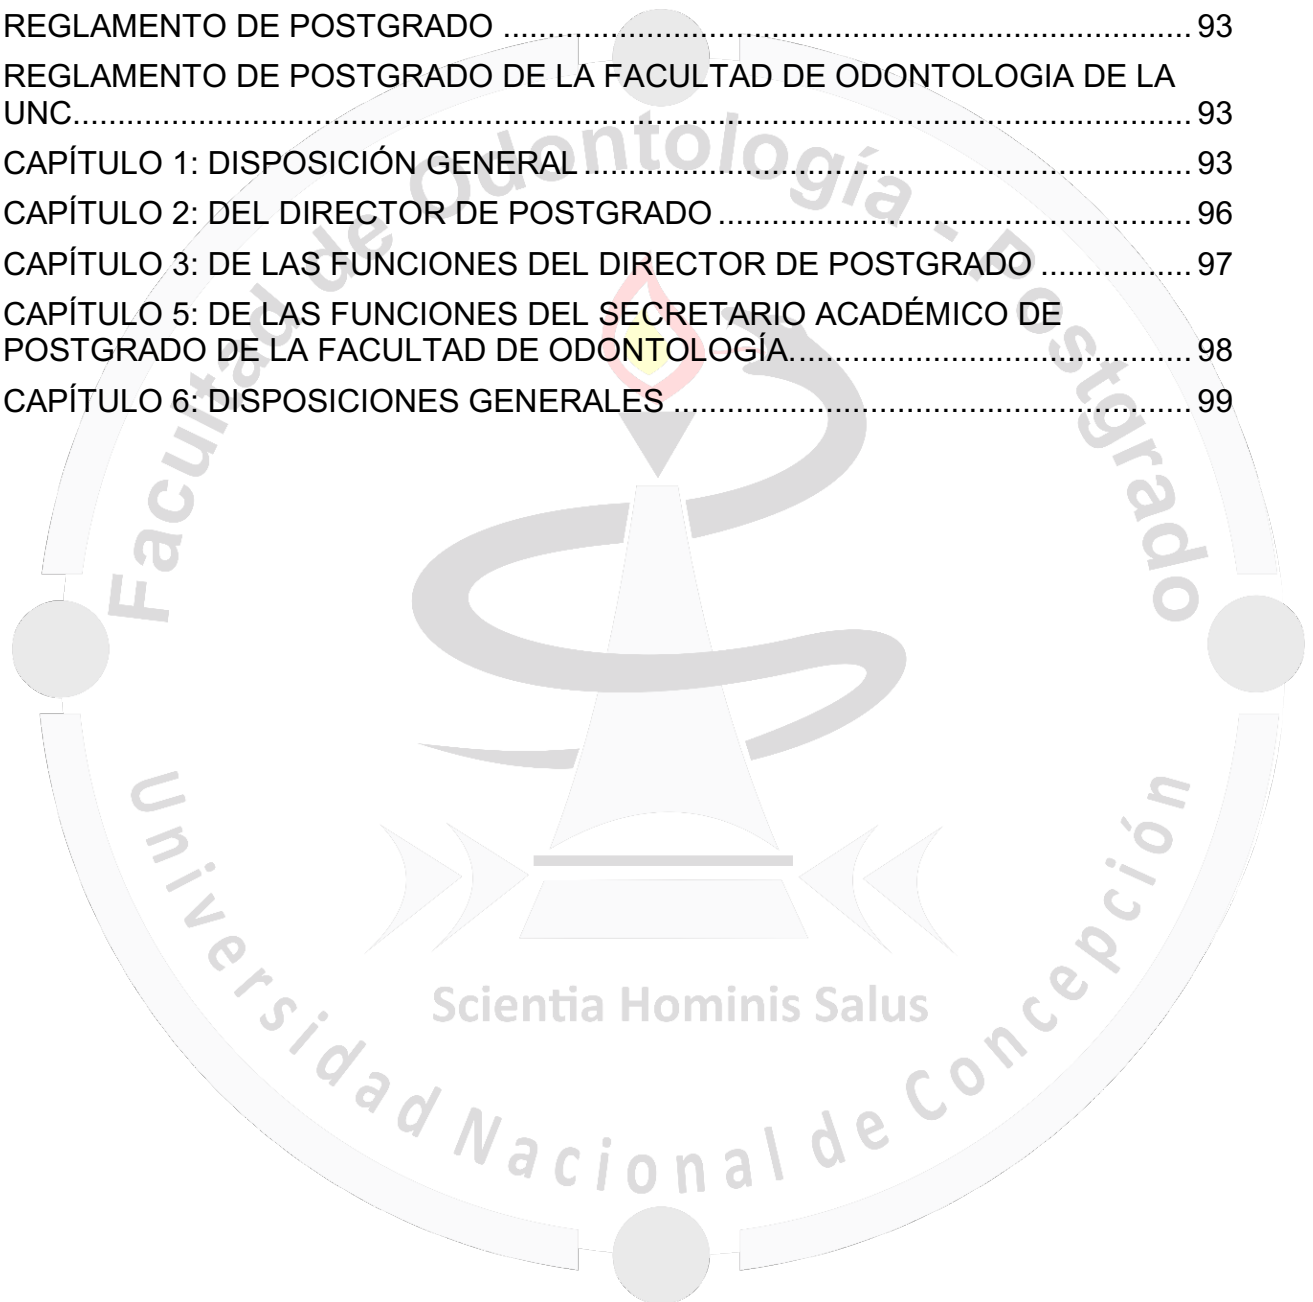 REGLAMENTO DE POSTGRADO ........................................................................................ 93
REGLAMENTO DE POSTGRADO DE LA FACULTAD DE ODONTOLOGIA DE LA
UNC................................................................................................................................ 93
CAPÍTULO 1: DISPOSICIÓN GENERAL ............................................................................ 93
CAPÍTULO 2: DEL DIRECTOR DE POSTGRADO ............................................................ 96
CAPÍTULO 3: DE LAS FUNCIONES DEL DIRECTOR DE POSTGRADO ................. 97
CAPÍTULO 5: DE LAS FUNCIONES DEL SECRETARIO ACADÉMICO DE
POSTGRADO DE LA FACULTAD DE ODONTOLOGÍA................................................ 98
CAPÍTULO 6: DISPOSICIONES GENERALES ................................................................ 99
Facultad de Odontología - Postgrado
Scientia Hominis Salus
Universidad Nacional de Concepción